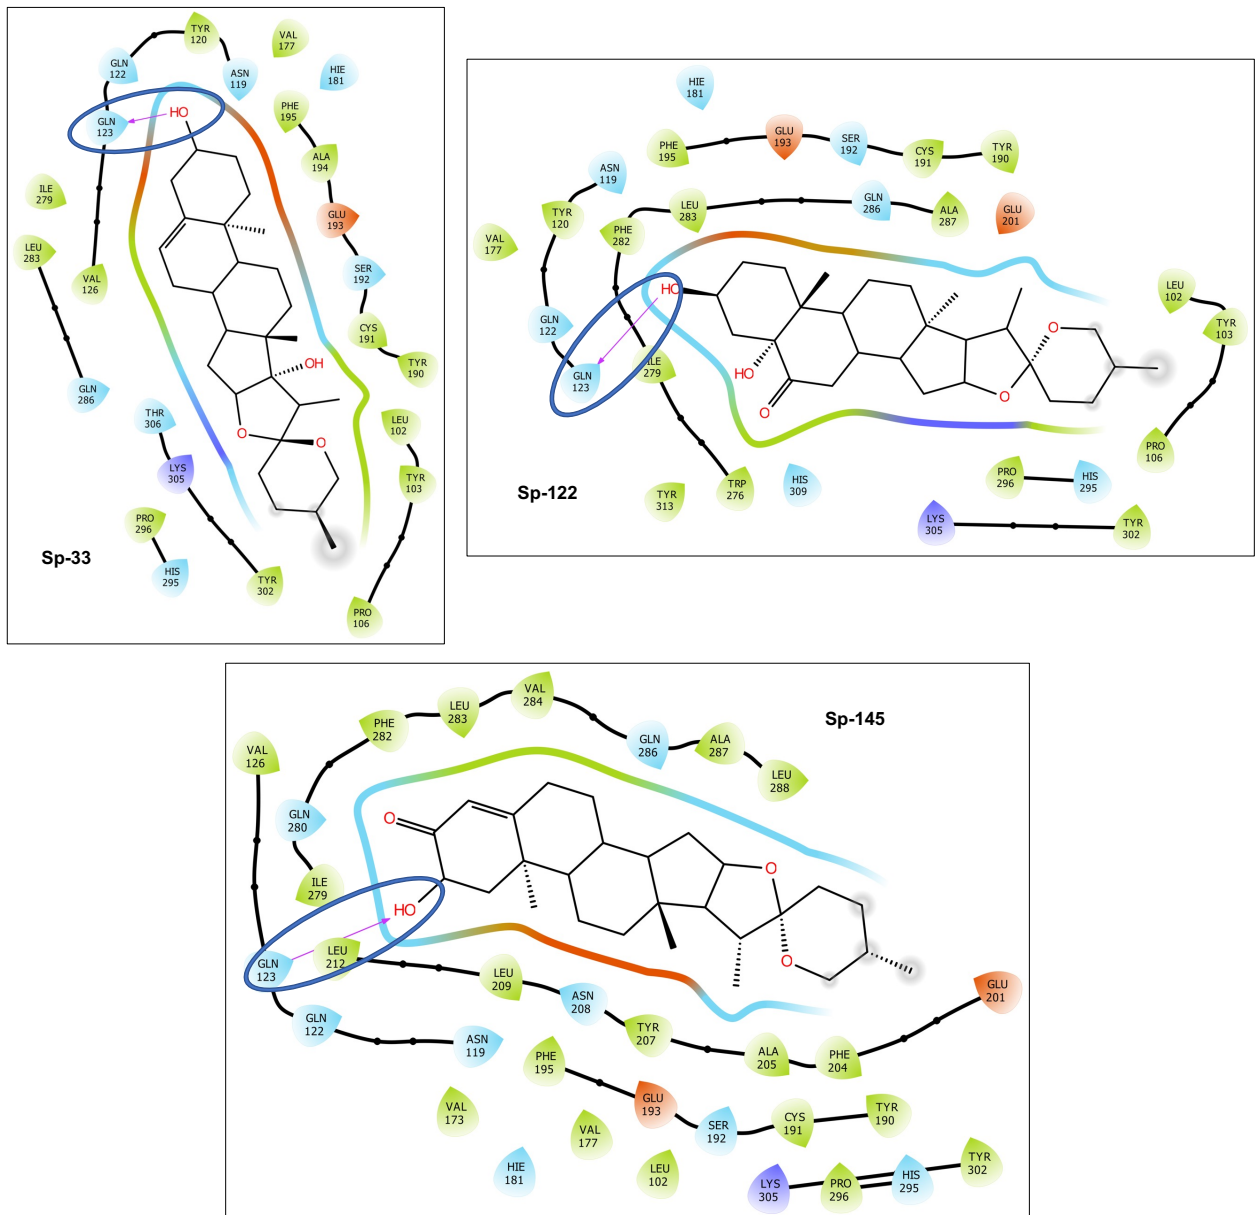 TYR
120
VAL
177
GLN
122
ASN
119
HIE
181
GLN
123
HO
PHE
195
ALA
194
ILE
279
GLU
193
LEU
283
VAL
126
SER
192
CYS
191
TYR
190
OH
GLN
286
THR
306
LEU
102
O
O
LYS
305
TYR
103
PRO
296
Sp-33
HIS
295
TYR
302
PRO
106
HIE
181
PHE
195
GLU
193
SER
192
CYS
191
TYR
190
ASN
119
TYR
120
PHE
282
LEU
283
GLN
286
ALA
287
GLU
201
VAL
177
HO
LEU
102
TYR
103
GLN
122
GLN
123
ILE
279
HO
O
O
O
PRO
106
Sp-122
TYR
313
TRP
276
HIS
309
PRO
296
HIS
295
LYS
305
TYR
302
Sp-145
VAL
126
PHE
282
LEU
283
VAL
284
GLN
286
ALA
287
LEU
288
GLN
280
O
ILE
279
HO
O
O
GLN
123
LEU
212
LEU
209
ASN
208
GLU
201
GLN
122
ASN
119
TYR
207
ALA
205
PHE
204
PHE
195
GLU
193
SER
192
CYS
191
TYR
190
VAL
173
VAL
177
HIE
181
LEU
102
LYS
305
PRO
296
HIS
295
TYR
302